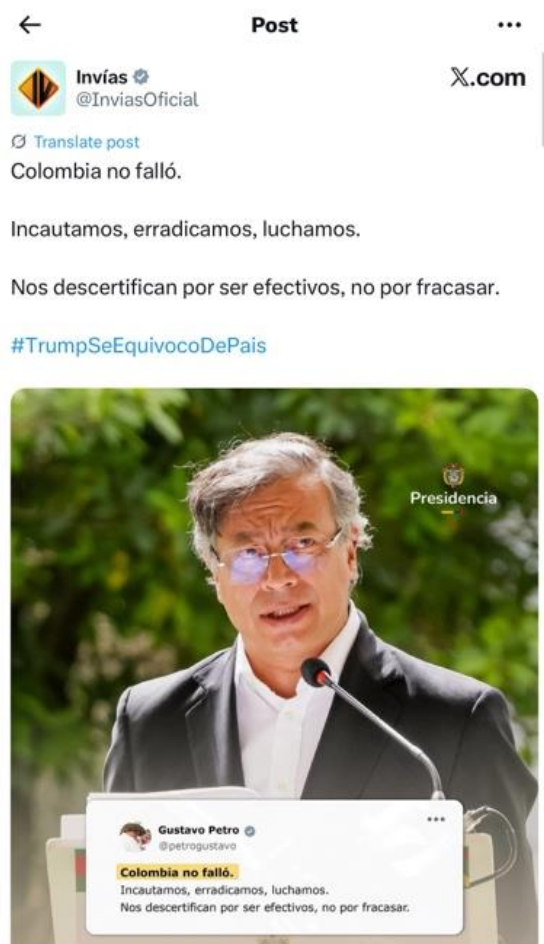 Post
Invías
@InviasOficial
X.com
Translate post
Colombia no falló.
Incautamos, erradicamos, luchamos.
Nos descertifican por ser efectivos, no por fracasar.
#TrumpSeEquivocoDePais
Presidencia
Gustavo Petro
@petrogustavo
Colombia no falló.
Incautamos, erradicamos, luchamos.
Nos descertifican por ser efectivos, no por fracasar.